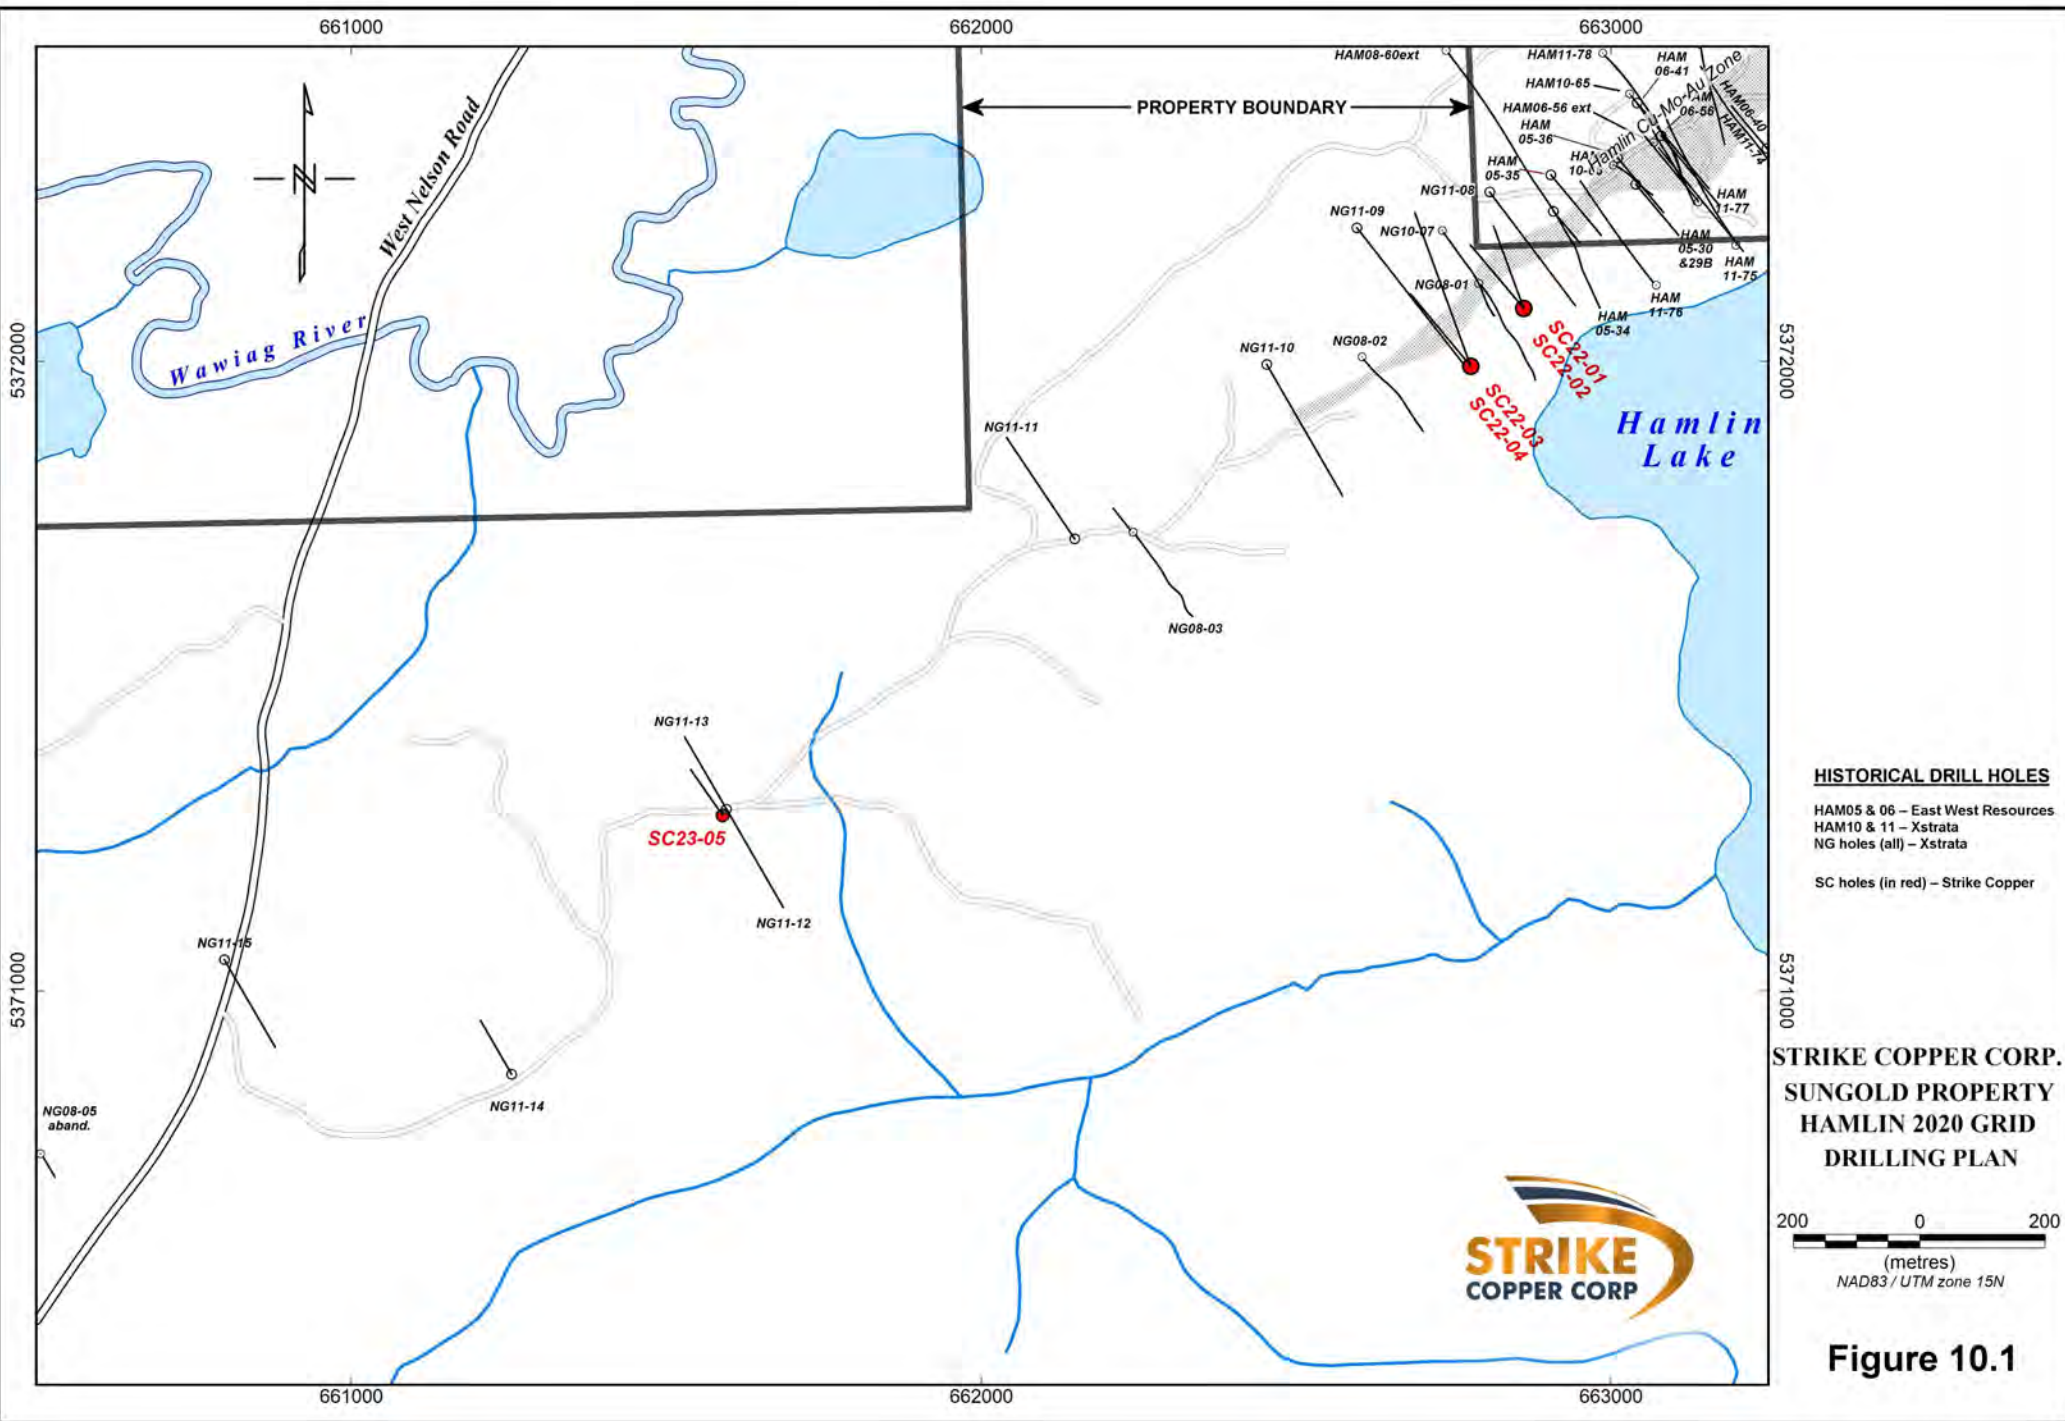 661000
662000
663000
HAM08-60ext
HAM11-78
HAM
06-41
HAM10-65
HAM06-56 ext
HAM
05-36
06-56
HAM06-40
HAM11-74
Hamlin Cu-Mo-Au Zone
PROPERTY BOUNDARY
West Nelson Road
N
HAM
05-35
NG11-08
NG11-09
NG10-07
HAM
11-77
HAM
05-30
&29B
HAM
11-75
NG08-01
HAM
11-76
HAM
05-34
Wawiag River
5372000
5372000
NG11-10
NG08-02
SC22-01
SC22-02
SC22-03
SC22-04
Hamlin
Lake
NG11-11
NG08-03
NG11-13
SC23-05
NG11-12
HISTORICAL DRILL HOLES
HAM05 & 06 – East West Resources
HAM10 & 11 – Xstrata
NG holes (all) – Xstrata
SC holes (in red) – Strike Copper
NG11-15
5371000
5371000
NG11-14
NG08-05
aband.
STRIKE COPPER CORP.
SUNGOLD PROPERTY
HAMLIN 2020 GRID
DRILLING PLAN
STRIKE
COPPER CORP
200 0 200
(metres)
NAD83 / UTM zone 15N
Figure 10.1
661000
662000
663000